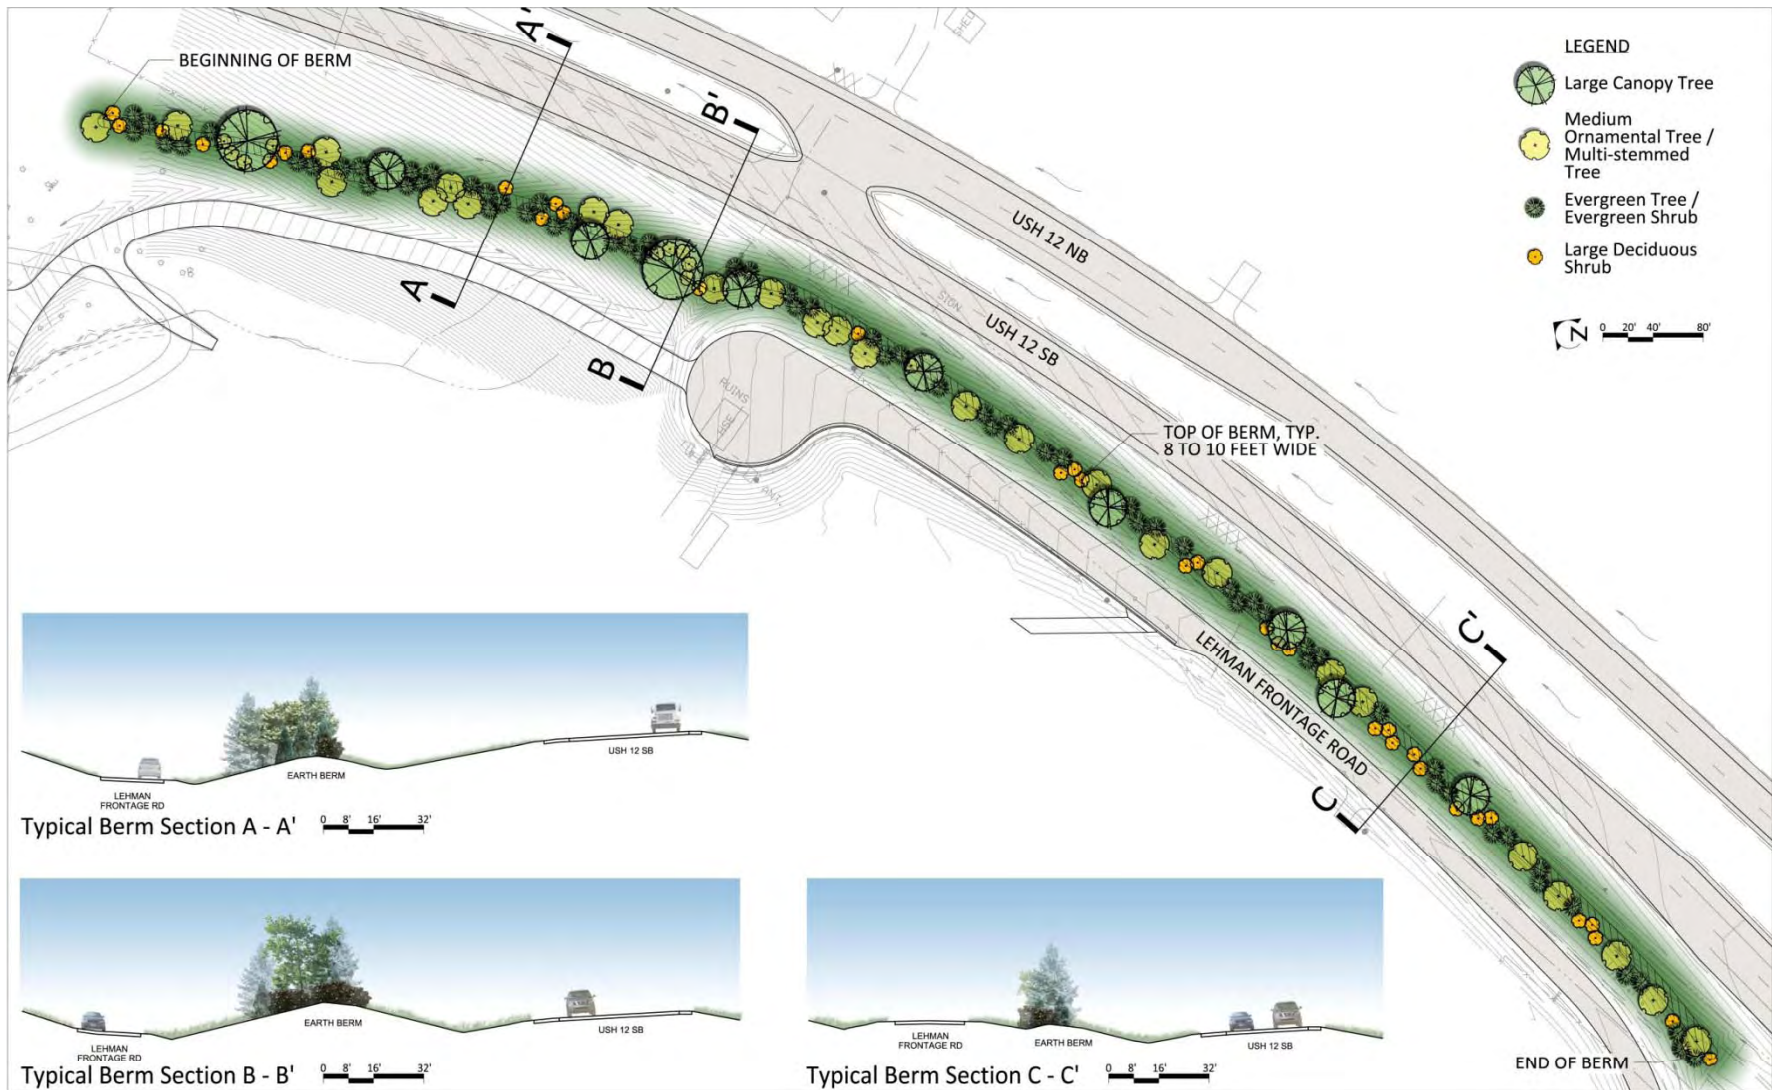 A'
SHED
BEGINNING OF BERM
B'
LEGEND
Large Canopy Tree
Medium
Ornamental Tree /
Multi-stemmed
Tree
Evergreen Tree /
Evergreen Shrub
Large Deciduous
Shrub
N
0 20' 40' 80'
USH 12 NB
SIGN
USH 12 SB
A
B
RUINS
HSE
TOP OF BERM, TYP.
8 TO 10 FEET WIDE
C'
LEHMAN FRONTAGE ROAD
C
USH 12 SB
EARTH BERM
LEHMAN
FRONTAGE RD
Typical Berm Section A - A'
0 8' 16' 32'
EARTH BERM
USH 12 SB
LEHMAN
FRONTAGE RD
Typical Berm Section B - B'
0 8' 16' 32'
LEHMAN
FRONTAGE RD
EARTH BERM
USH 12 SB
Typical Berm Section C - C'
0 8' 16' 32'
END OF BERM